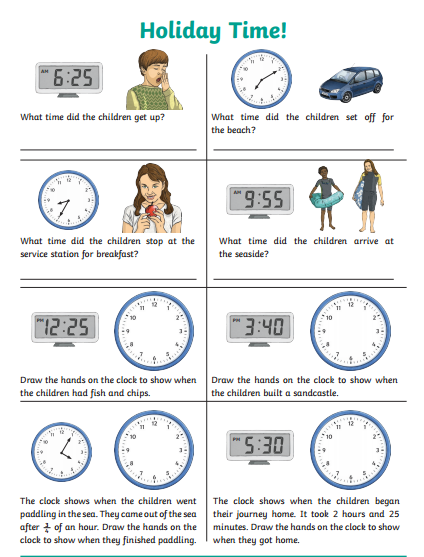 Holiday Time!
AM 6:25
What time did the children get up?
What time did the children set off for
the beach?
What time did the children stop at the
service station for breakfast?
AM 9:55
What time did the children arrive at
the seaside?
PM 12:25
Draw the hands on the clock to show when
the children had fish and chips.
PM 3:40
Draw the hands on the clock to show when
the children built a sandcastle.
The clock shows when the children went
paddling in the sea. They came out of the sea
after ¾ of an hour. Draw the hands on the
clock to show when they finished paddling.
PM 5:30
The clock shows when the children began
their journey home. It took 2 hours and 25
minutes. Draw the hands on the clock to show
when they got home.